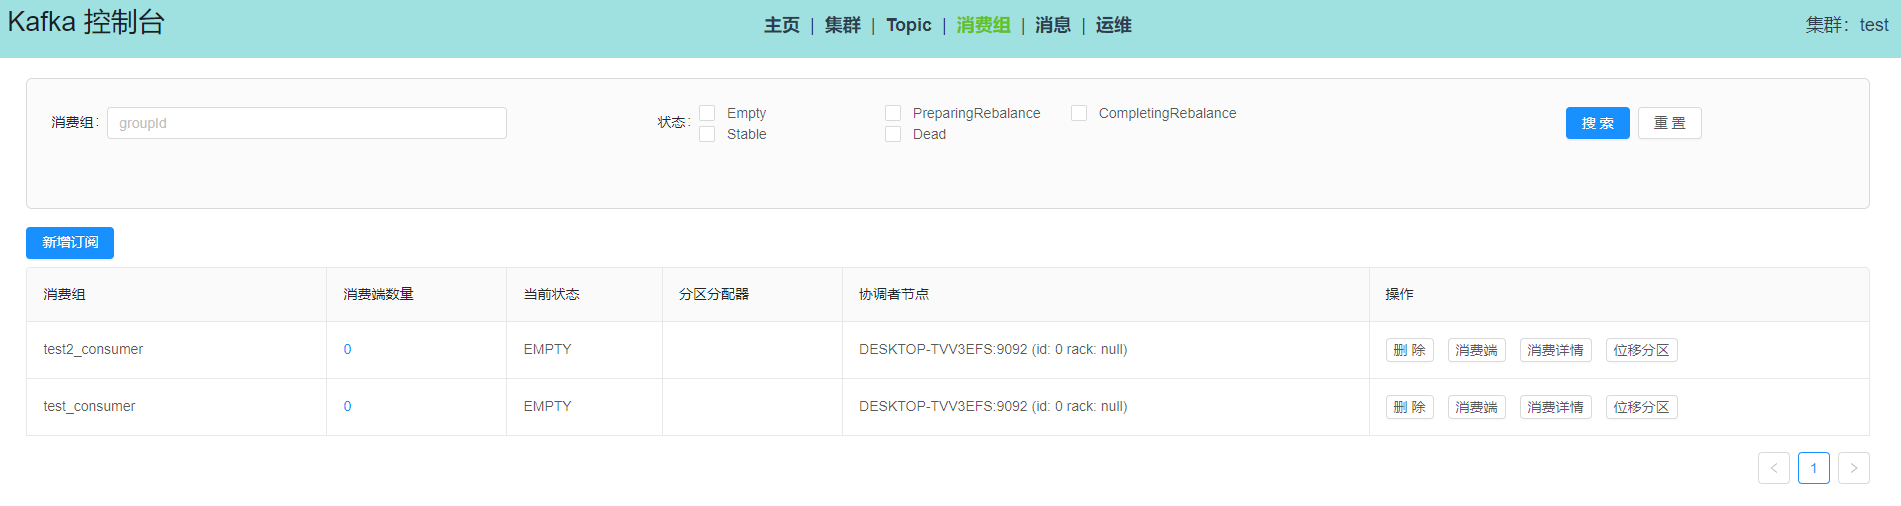 Kafka 控制台
主页 | 集群 | Topic | 消费组 | 消息 | 运维
集群：test
消费组: groupId
状态: Empty PreparingRebalance CompletingRebalance
Stable Dead
搜 索 重 置
新增订阅
消费组 消费端数量 当前状态 分区分配器 协调者节点 操作
test2_consumer 0 EMPTY DESKTOP-TVV3EFS:9092 (id: 0 rack: null) 删 除 消费端 消费详情 位移分区
test_consumer 0 EMPTY DESKTOP-TVV3EFS:9092 (id: 0 rack: null) 删 除 消费端 消费详情 位移分区
< 1 >